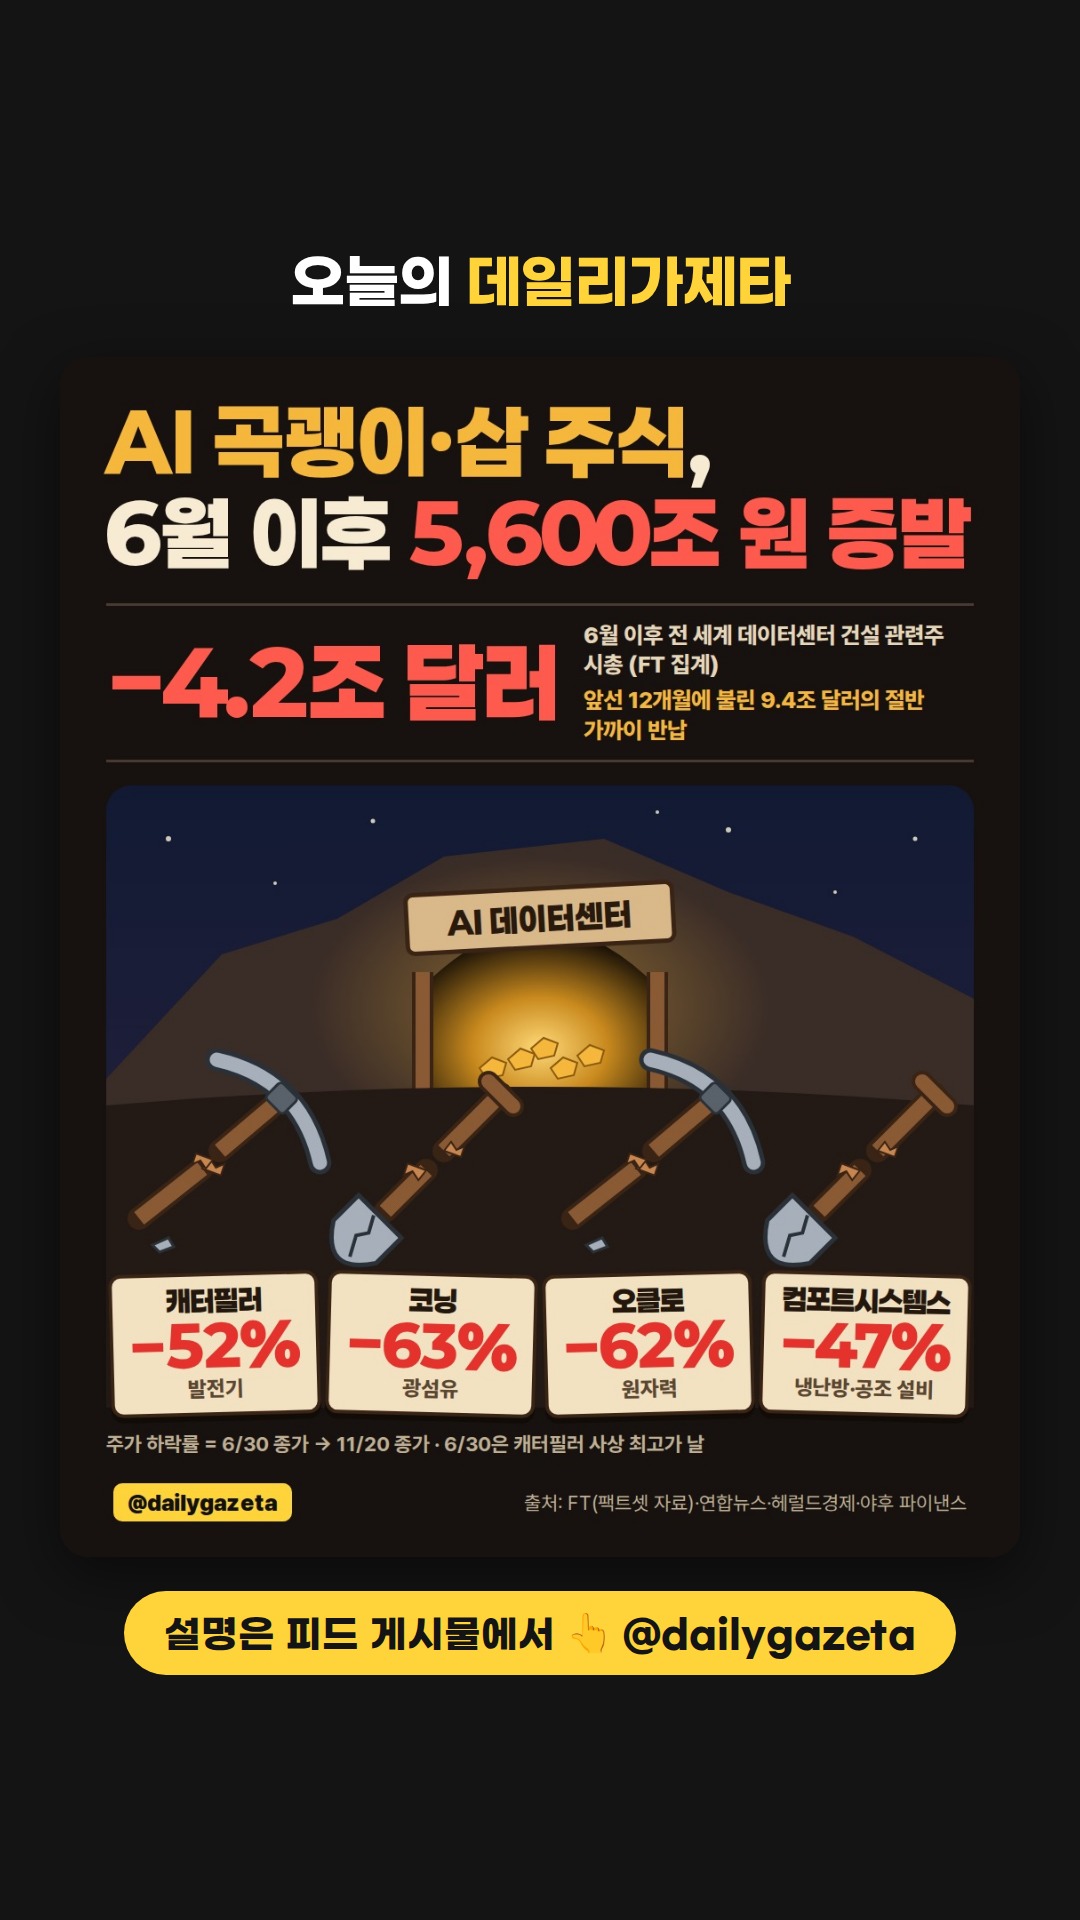 오늘의 데일리가제타
AI 곡괭이·삽 주식,
6월 이후 5,600조 원 증발
−4.2조 달러
6월 이후 전 세계 데이터센터 건설 관련주
시총 (FT 집계)
앞선 12개월에 불린 9.4조 달러의 절반
가까이 반납
AI 데이터센터
캐터필러
−52%
발전기
코닝
−63%
광섬유
오클로
−62%
원자력
컴포트시스템스
−47%
냉난방·공조 설비
주가 하락률 = 6/30 종가 → 11/20 종가 · 6/30은 캐터필러 사상 최고가 날
@dailygazeta
출처: FT(팩트셋 자료)·연합뉴스·헤럴드경제·야후 파이낸스
설명은 피드 게시물에서 👆 @dailygazeta